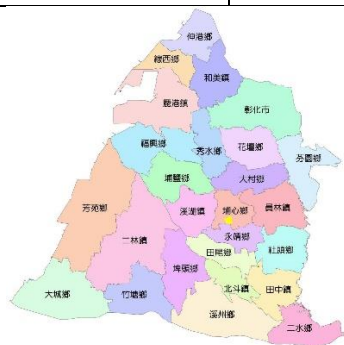 伸港鄉
線西鄉
和美鎮
鹿港鎮
彰化市
福興鄉
秀水鄉
花壇鄉
芬園鄉
埔鹽鄉
大村鄉
芳苑鄉
溪湖鎮
埔心鄉
員林鎮
永靖鄉
二林鎮
田尾鄉
社頭鄉
埤頭鄉
大城鄉
竹塘鄉
北斗鎮
田中鎮
溪州鄉
二水鄉